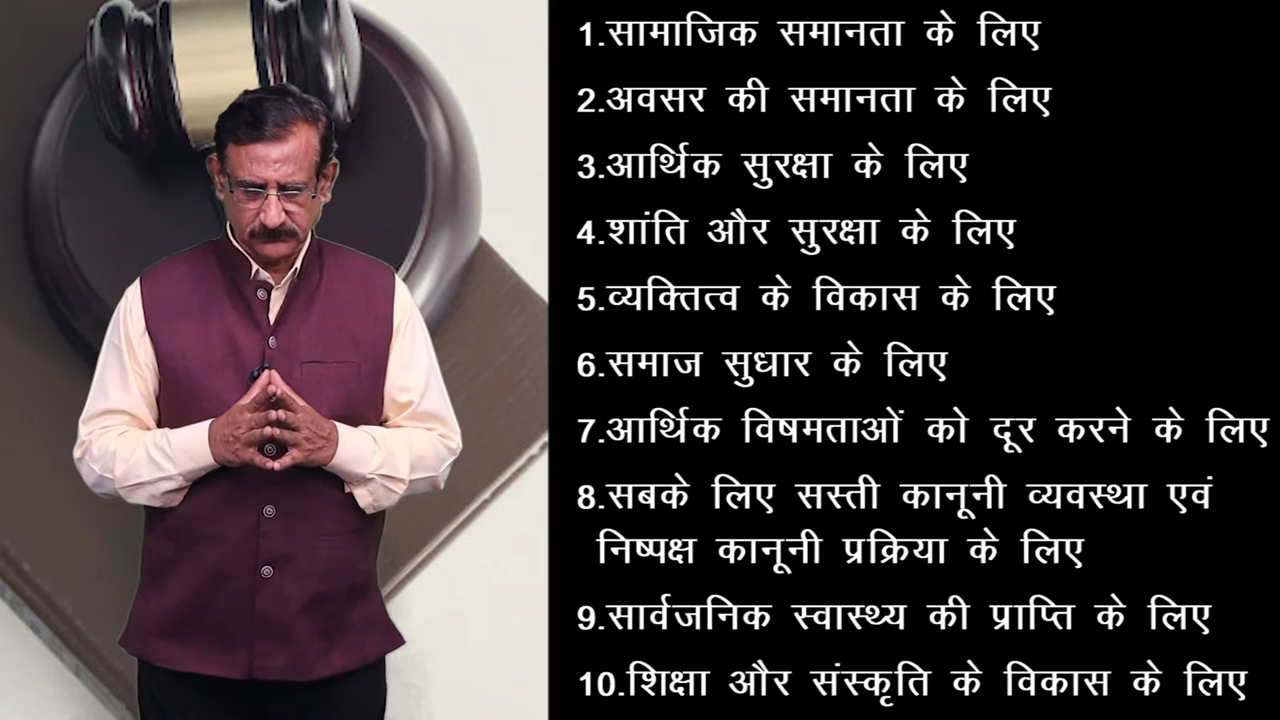 1.सामाजिक समानता के लिए
2.अवसर की समानता के लिए
3.आर्थिक सुरक्षा के लिए
4.शांति और सुरक्षा के लिए
5.व्यक्तित्व के विकास के लिए
6.समाज सुधार के लिए
7.आर्थिक विषमताओं को दूर करने के लिए
8.सबके लिए सस्ती कानूनी व्यवस्था एवं
निष्पक्ष कानूनी प्रक्रिया के लिए
9.सार्वजनिक स्वास्थ्य की प्राप्ति के लिए
10.शिक्षा और संस्कृति के विकास के लिए